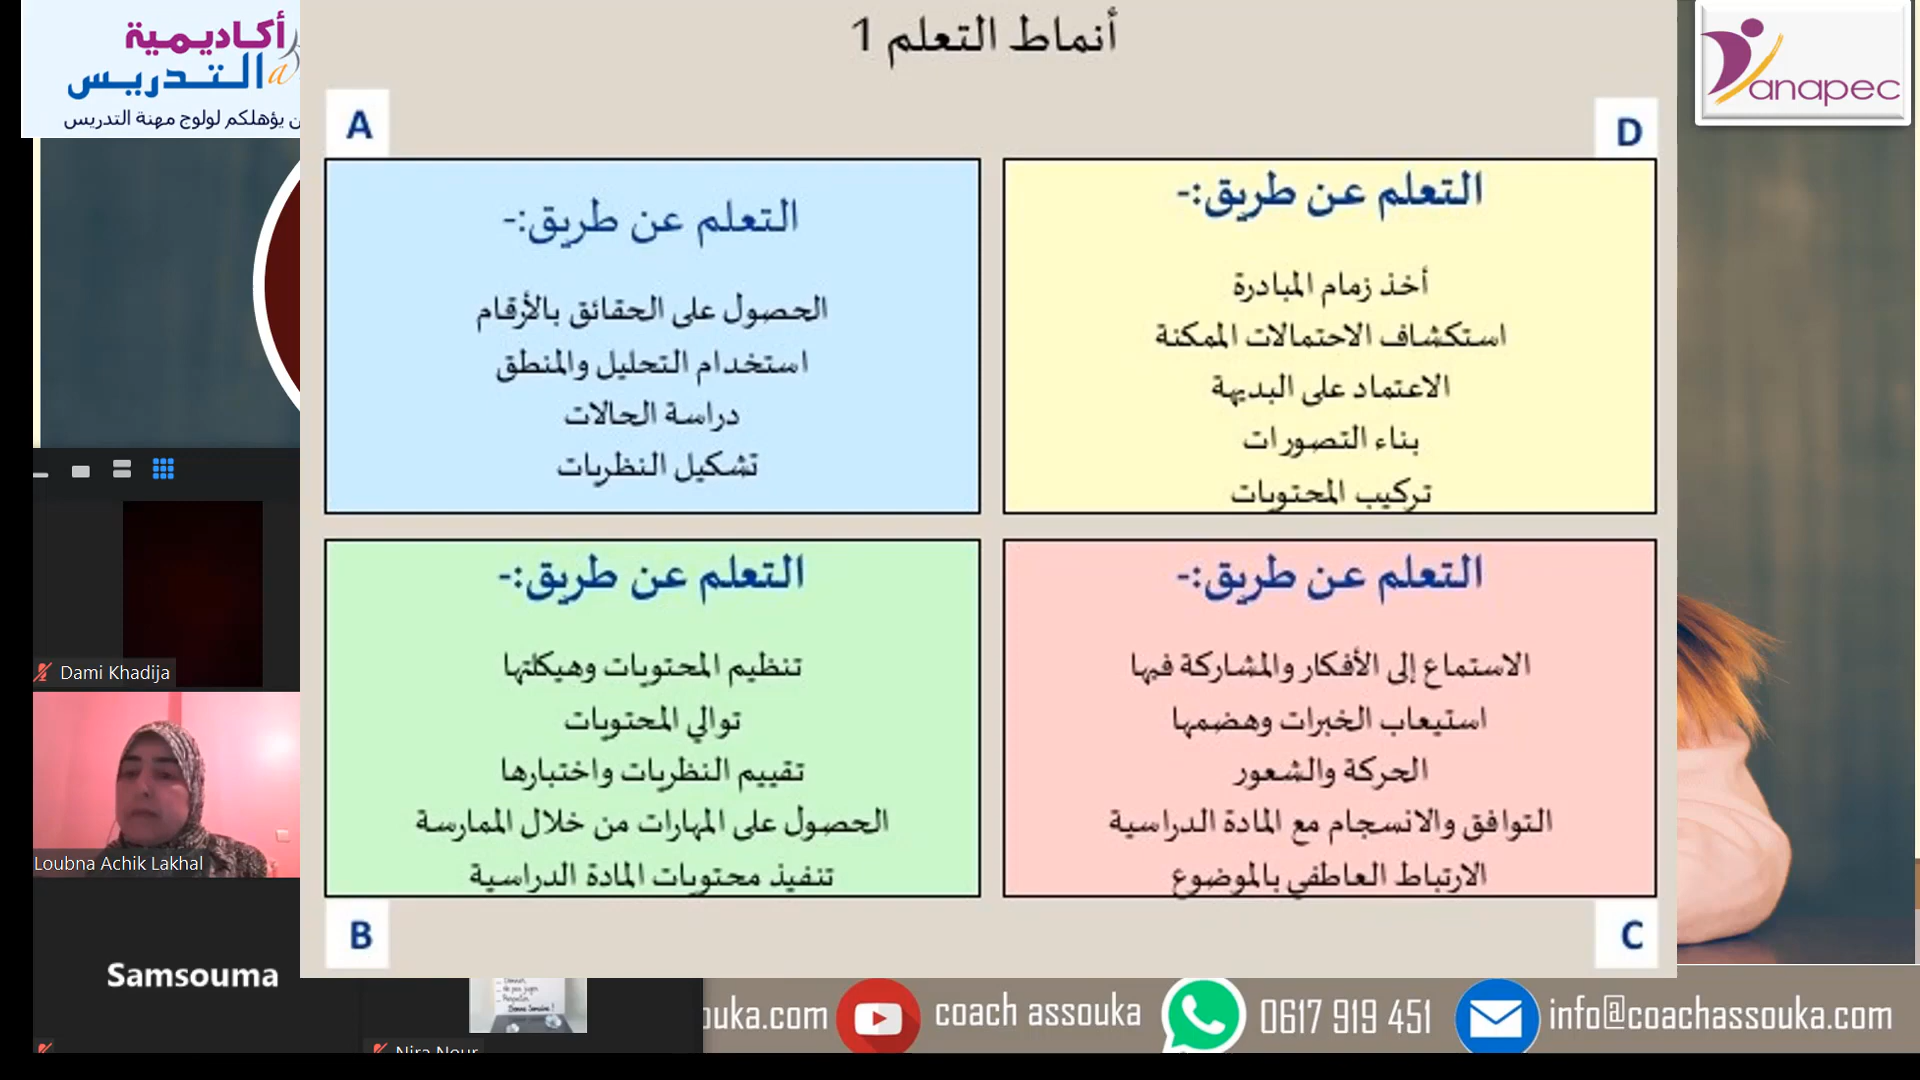 أكاديمية
التدريس
يؤهلكم لولوج مهنة التدريس
أنماط التعلم 1
anapec
A
التعلم عن طريق:-
الحصول على الحقائق بالأرقام
استخدام التحليل والمنطق
دراسة الحالات
تشكيل النظريات
D
التعلم عن طريق:-
أخذ زمام المبادرة
استكشاف الاحتمالات الممكنة
الاعتماد على البديهة
بناء التصورات
تركيب المحتويات
التعلم عن طريق:-
تنظيم المحتويات وهيكلتها
توالي المحتويات
تقييم النظريات واختبارها
الحصول على المهارات من خلال الممارسة
تنفيذ محتويات المادة الدراسية
B
التعلم عن طريق:-
الاستماع إلى الأفكار والمشاركة فيها
استيعاب الخبرات وهضمها
الحركة والشعور
التوافق والانسجام مع المادة الدراسية
الارتباط العاطفي بالموضوع
C
Dami Khadija
Loubna Achik Lakhal
Samsouma
Nira Nour
ouka.com
coach assouka
0617 919 451
info@coachassouka.com